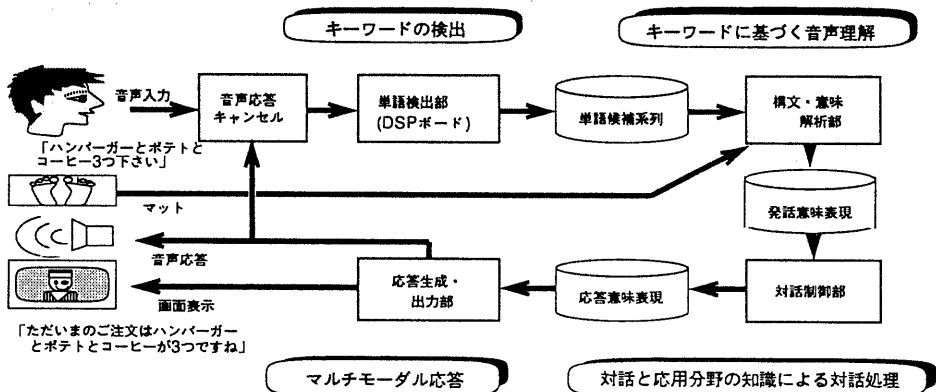 キーワードの検出
キーワードに基づく音声理解
音声入力
音声応答
キャンセル
単語検出部
(DSPボード)
単語候補系列
構文・意味
解析部
「ハンバーガーとポテトと
コーヒー3つ下さい」
マット
発話意味表現
音声応答
画面表示
応答生成・
出力部
応答意味表現
対話制御部
「ただいまのご注文はハンバーガー
とポテトとコーヒーが3つですね」
マルチモーダル応答
対話と応用分野の知識による対話処理